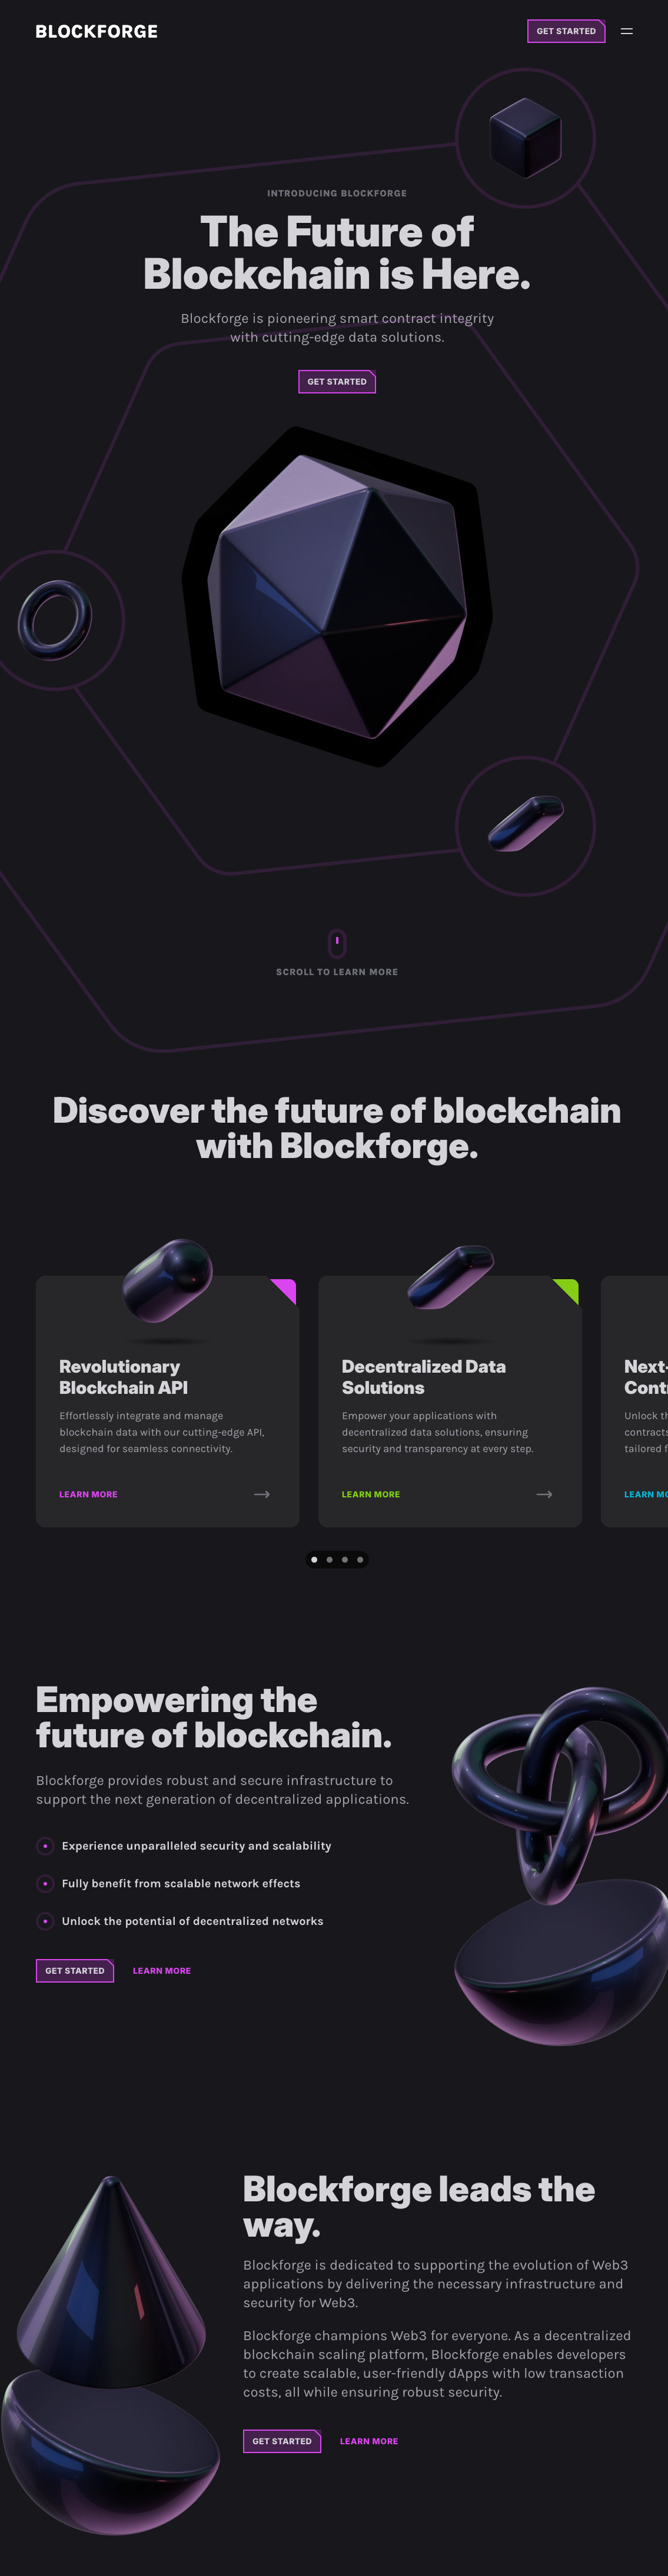 BLOCKFORGE
GET STARTED
INTRODUCING BLOCKFORGE
The Future of
Blockchain is Here.
Blockforge is pioneering smart contract integrity
with cutting-edge data solutions.
GET STARTED
SCROLL TO LEARN MORE
Discover the future of blockchain
with Blockforge.
Revolutionary
Blockchain API
Effortlessly integrate and manage
blockchain data with our cutting-edge API,
designed for seamless connectivity.
LEARN MORE
Decentralized Data
Solutions
Empower your applications with
decentralized data solutions, ensuring
security and transparency at every step.
LEARN MORE
Next-
Contr
Unlock th
contracts
tailored f
LEARN MO
Empowering the
future of blockchain.
Blockforge provides robust and secure infrastructure to
support the next generation of decentralized applications.
Experience unparalleled security and scalability
Fully benefit from scalable network effects
Unlock the potential of decentralized networks
GET STARTED
LEARN MORE
Blockforge leads the
way.
Blockforge is dedicated to supporting the evolution of Web3
applications by delivering the necessary infrastructure and
security for Web3.
Blockforge champions Web3 for everyone. As a decentralized
blockchain scaling platform, Blockforge enables developers
to create scalable, user-friendly dApps with low transaction
costs, all while ensuring robust security.
GET STARTED
LEARN MORE